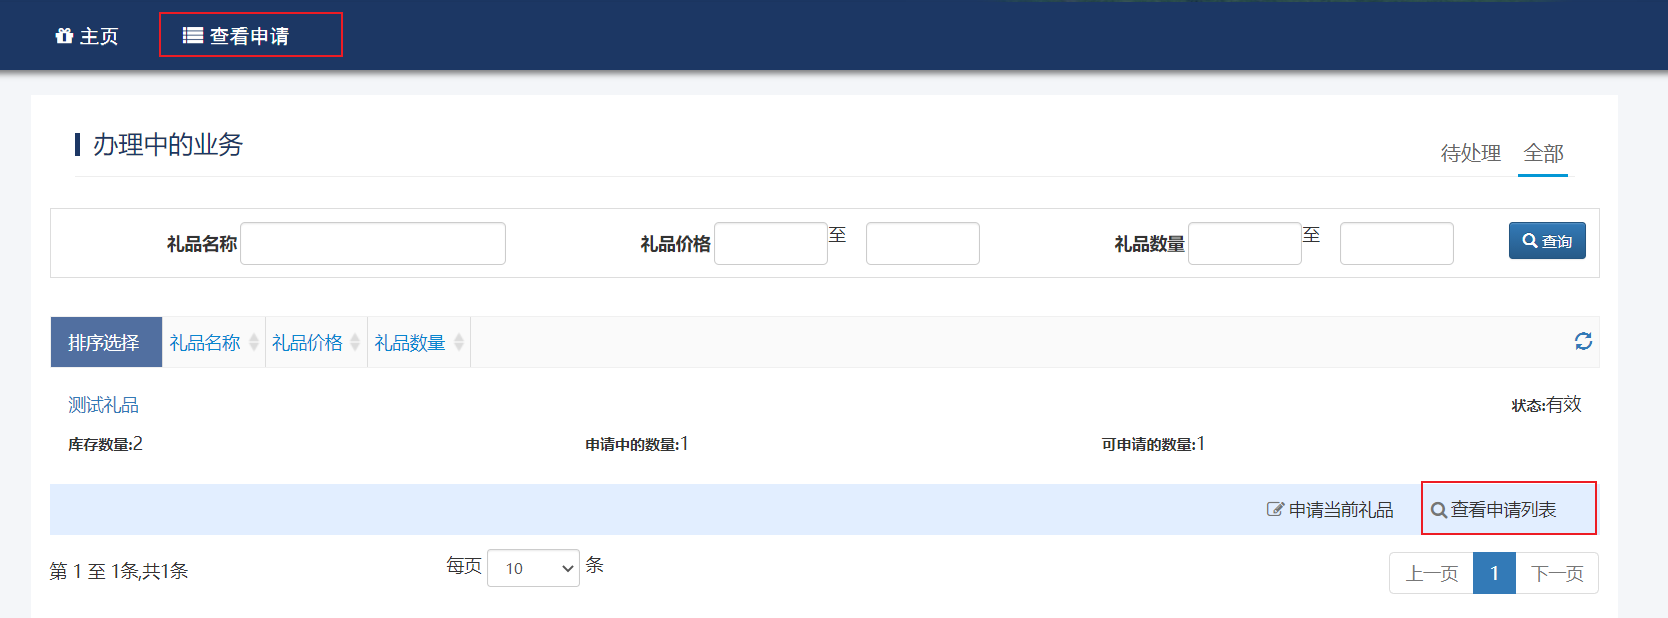 主页 查看申请
办理中的业务
待处理 全部
礼品名称 礼品价格 至 礼品数量 至 查询
排序选择 礼品名称 礼品价格 礼品数量
测试礼品 状态:有效
库存数量:2 申请中的数量:1 可申请的数量:1
申请当前礼品 查看申请列表
第 1 至 1条,共1条 每页 10 条 上一页 1 下一页